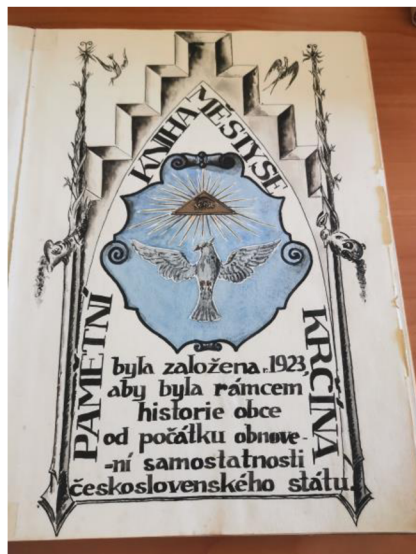 PAMĚTNÍ
KNIHA
MĚSTYSE
KRČÍNA
byla založena r. 1923,
aby byla rámcem
historie obce
od počátku obnove-
-ní samostatnosti
československého státu.